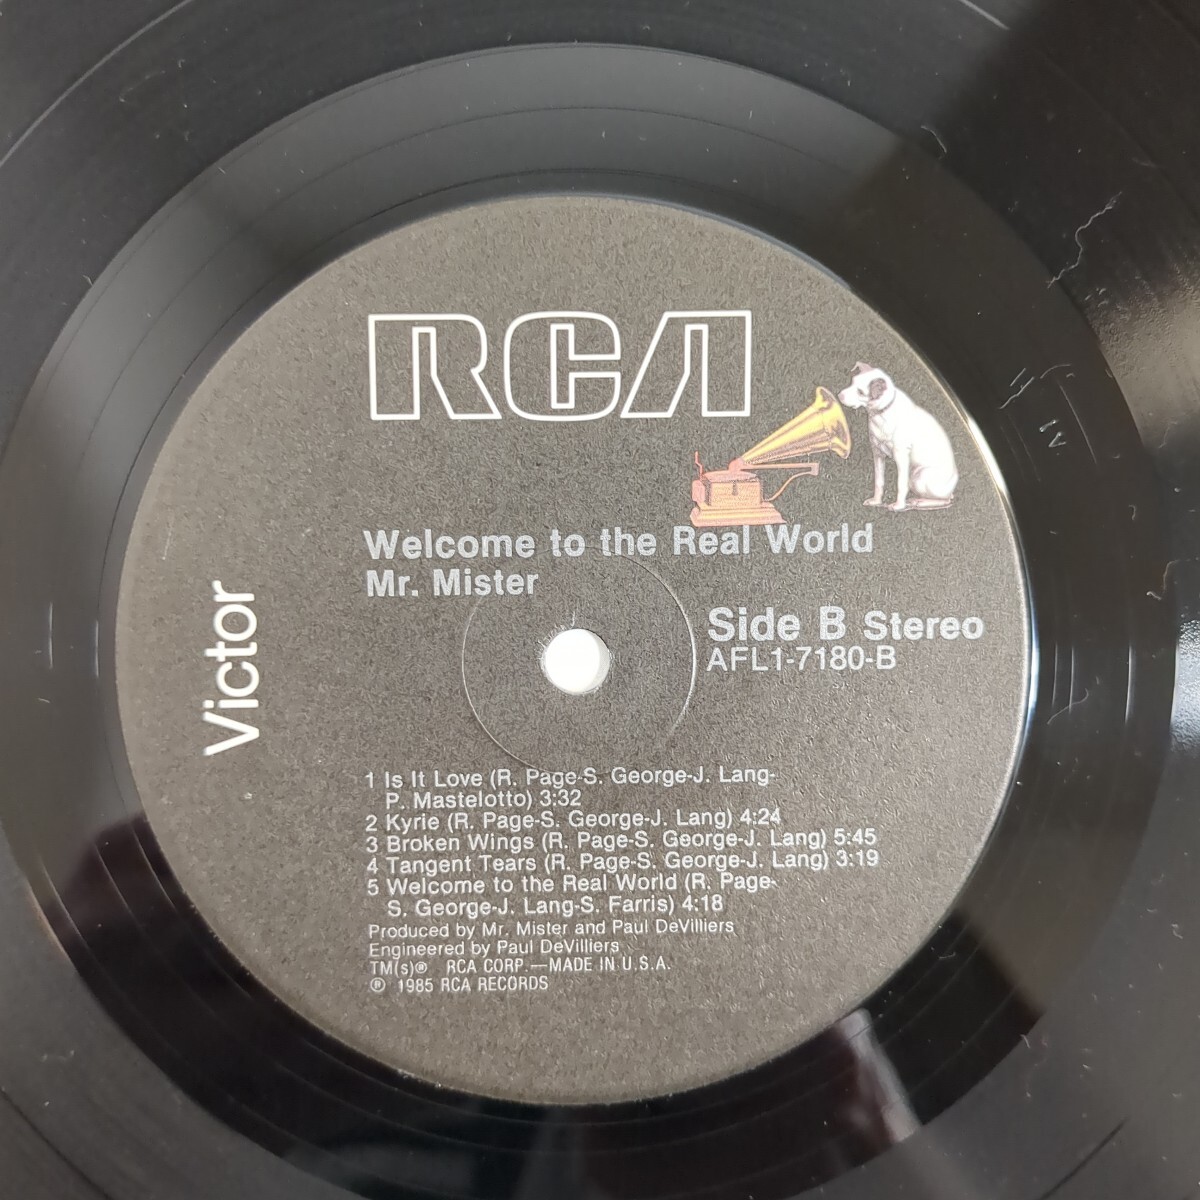 RCA
Victor
Welcome to the Real World
Mr. Mister
Side B Stereo
AFL1-7180-B
1 Is It Love (R. Page-S. George-J. Lang-
P. Mastelotto) 3:32
2 Kyrie (R. Page-S. George-J. Lang) 4:24
3 Broken Wings (R. Page-S. George-J. Lang) 5:45
4 Tangent Tears (R. Page-S. George-J. Lang) 3:19
5 Welcome to the Real World (R. Page-
S. George-J. Lang-S. Farris) 4:18
Produced by Mr. Mister and Paul DeVilliers
Engineered by Paul DeVilliers
TM(s)® RCA CORP.—MADE IN U.S.A.
℗ 1985 RCA RECORDS